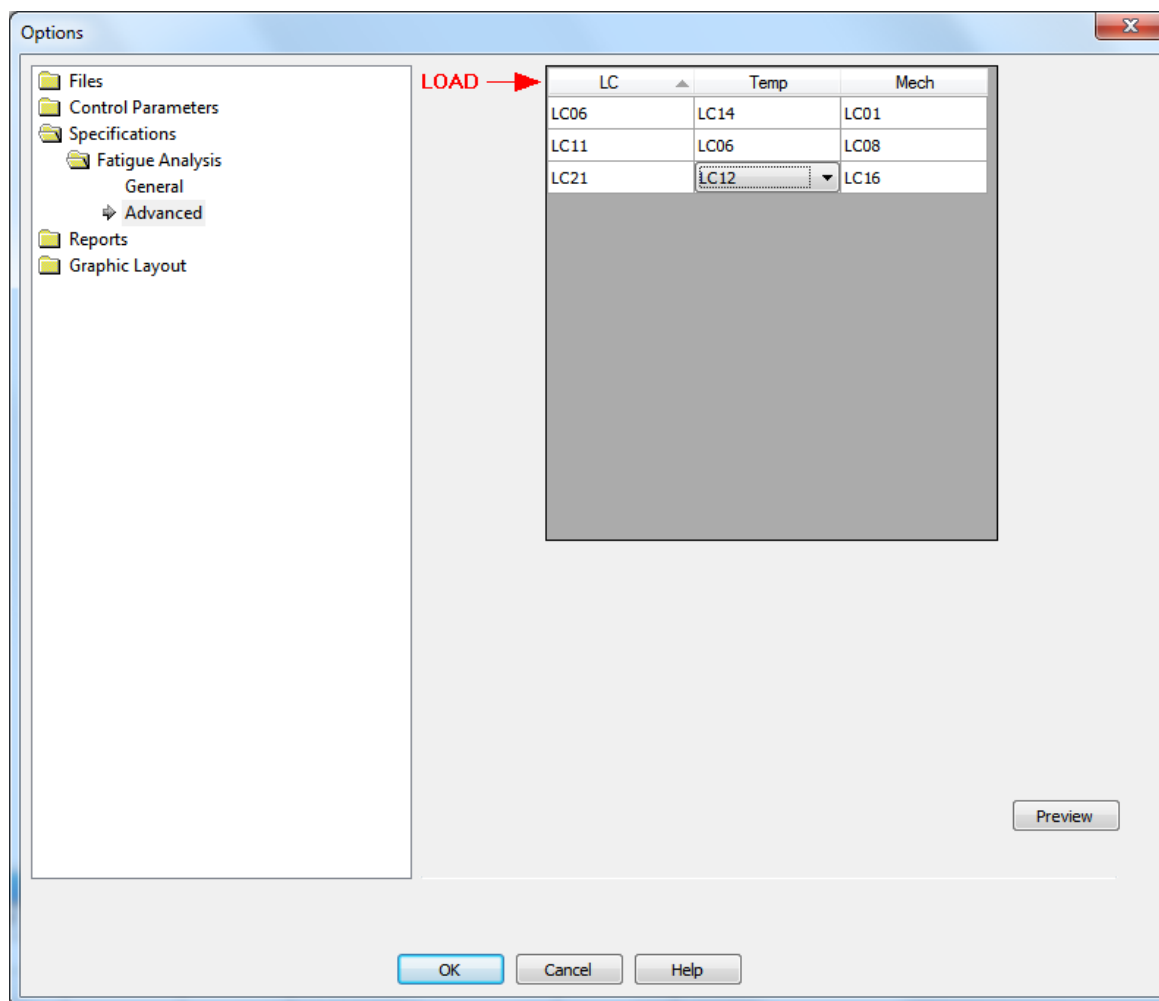 Options
Files
Control Parameters
Specifications
Fatigue Analysis
General
Advanced
Reports
Graphic Layout
LOAD
LC Temp Mech
LC06 LC14 LC01
LC11 LC06 LC08
LC21 LC12 LC16
Preview
OK Cancel Help